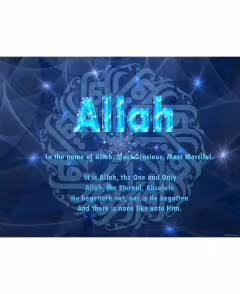 Allah
In the name of Allah, Most Gracious, Most Merciful.
It is Allah, the One and Only
Allah, the Eternal, Absolute
He begetteth not, nor is He begotten
And there is none like unto Him.